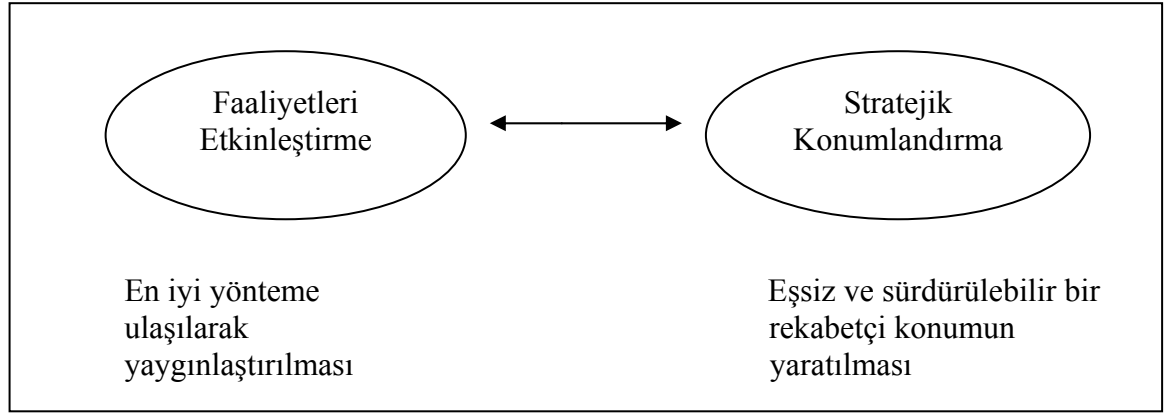 Faaliyetleri
Etkinleştirme
Stratejik
Konumlandırma
En iyi yönteme
ulaşılarak
yaygınlaştırılması
Eşsiz ve sürdürülebilir bir
rekabetçi konumun
yaratılması